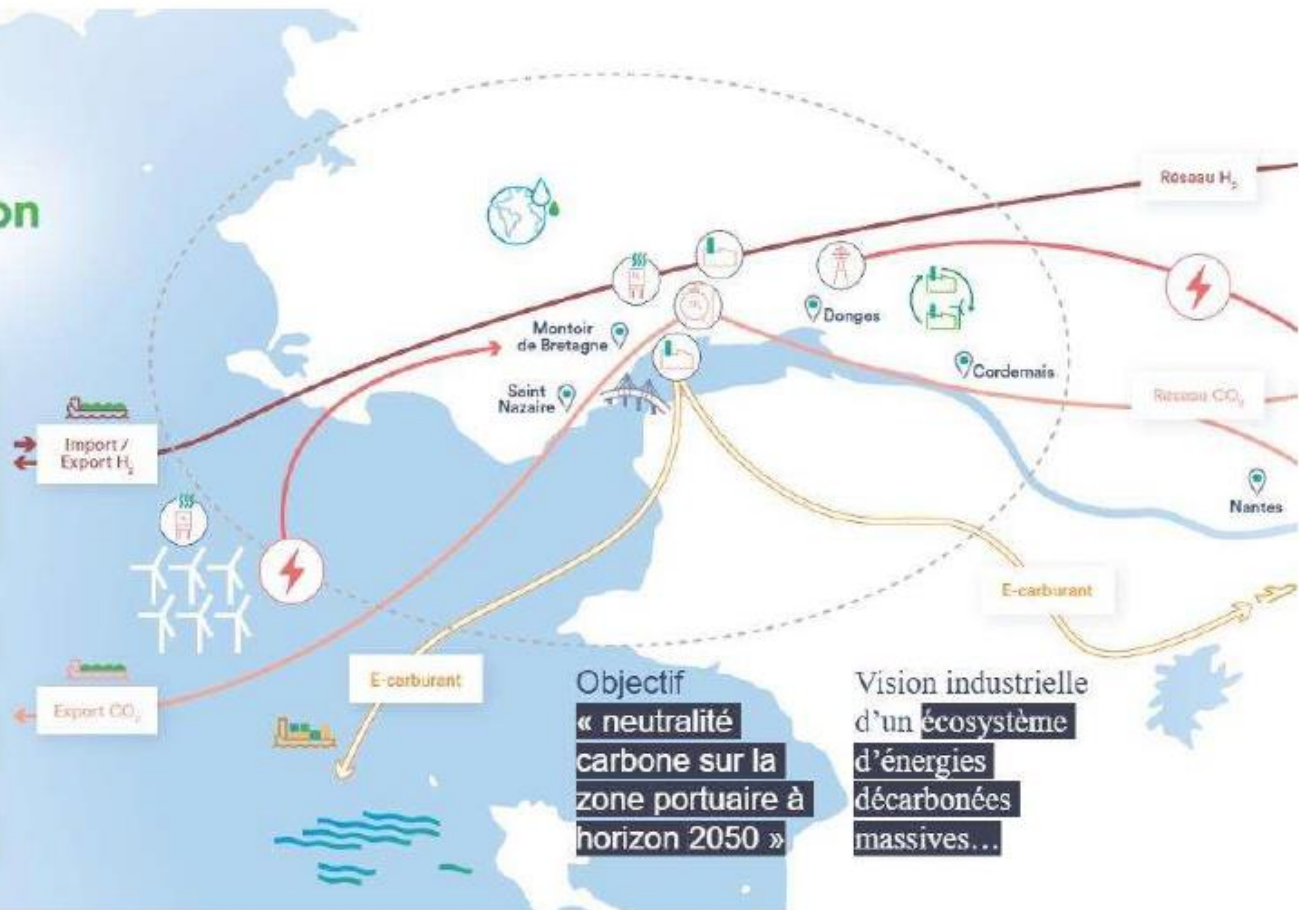 on
Réseau H₂
Montoir
de Bretagne
Donges
Cordemais
Saint
Nazaire
Réseau CO₂
Import /
Export H₂
Nantes
E-carburant
E-carburant
Export CO₂
Objectif
« neutralité
carbone sur la
zone portuaire à
horizon 2050 »
Vision industrielle
d'un écosystème
d'énergies
décarbonées
massives…